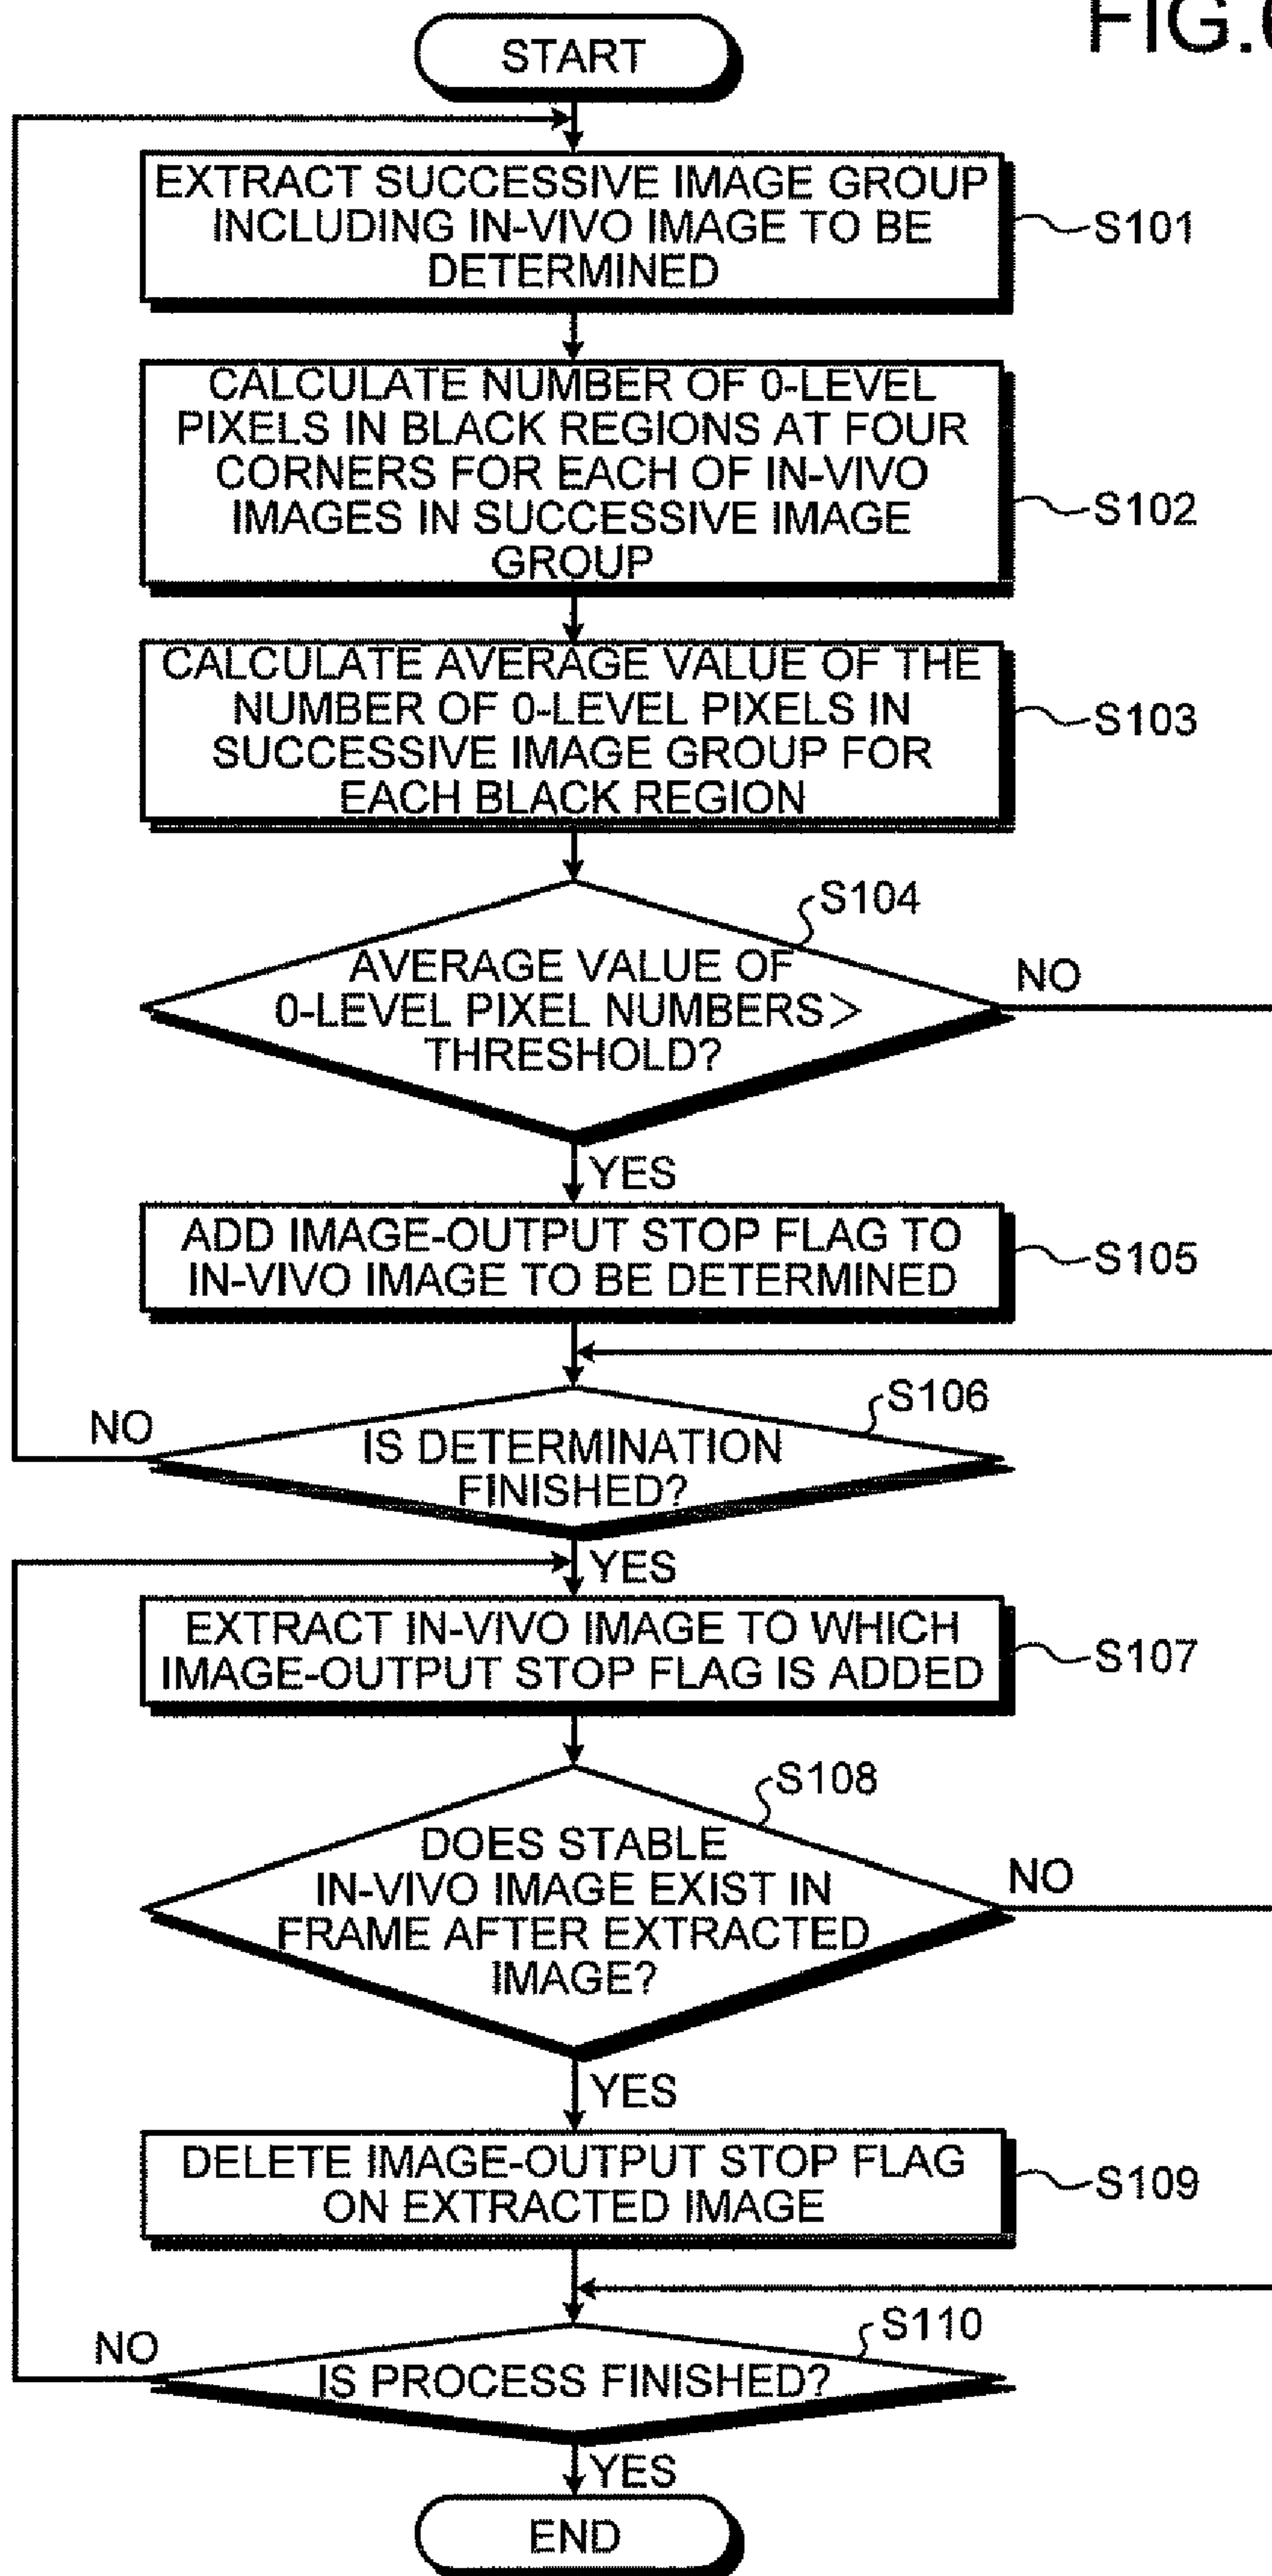 FIG.6
START
EXTRACT SUCCESSIVE IMAGE GROUP
INCLUDING IN-VIVO IMAGE TO BE
DETERMINED
S101
CALCULATE NUMBER OF 0-LEVEL
PIXELS IN BLACK REGIONS AT FOUR
CORNERS FOR EACH OF IN-VIVO
IMAGES IN SUCCESSIVE IMAGE
GROUP
S102
CALCULATE AVERAGE VALUE OF THE
NUMBER OF 0-LEVEL PIXELS IN
SUCCESSIVE IMAGE GROUP FOR
EACH BLACK REGION
S103
S104
AVERAGE VALUE OF
0-LEVEL PIXEL NUMBERS>
THRESHOLD?
NO
YES
ADD IMAGE-OUTPUT STOP FLAG TO
IN-VIVO IMAGE TO BE DETERMINED
S105
S106
NO
IS DETERMINATION
FINISHED?
YES
EXTRACT IN-VIVO IMAGE TO WHICH
IMAGE-OUTPUT STOP FLAG IS ADDED
S107
S108
DOES STABLE
IN-VIVO IMAGE EXIST IN
FRAME AFTER EXTRACTED
IMAGE?
NO
YES
DELETE IMAGE-OUTPUT STOP FLAG
ON EXTRACTED IMAGE
S109
S110
NO
IS PROCESS FINISHED?
YES
END